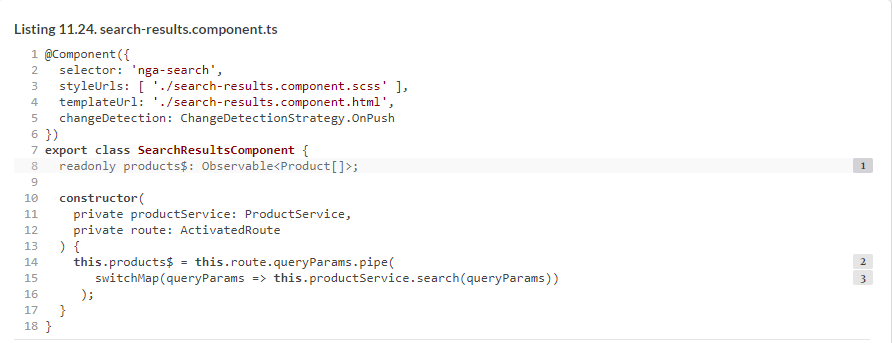 Listing 11.24. search-results.component.ts
1 @Component({
2   selector: 'nga-search',
3   styleUrls: [ './search-results.component.scss' ],
4   templateUrl: './search-results.component.html',
5   changeDetection: ChangeDetectionStrategy.OnPush
6 })
7 export class SearchResultsComponent {
8   readonly products$: Observable<Product[]>; 1
9
10   constructor(
11     private productService: ProductService,
12     private route: ActivatedRoute
13   ) {
14     this.products$ = this.route.queryParams.pipe( 2
15        switchMap(queryParams => this.productService.search(queryParams)) 3
16      );
17   }
18 }